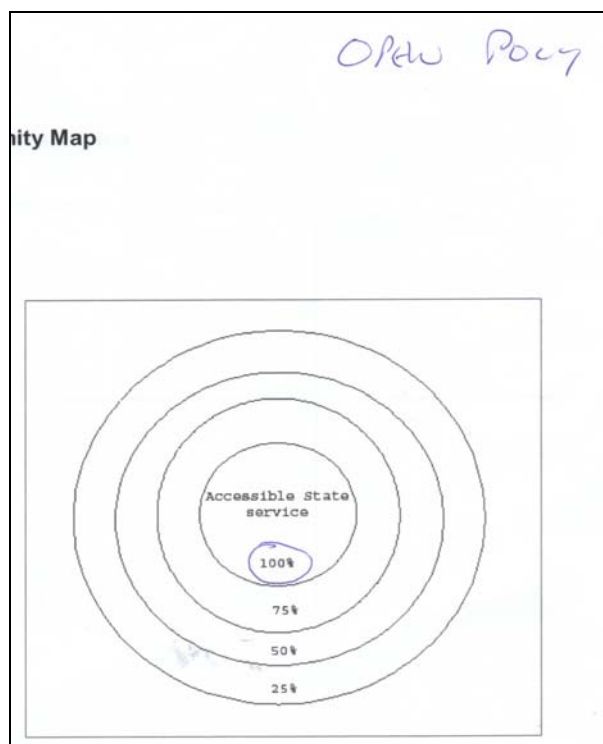 OPEN POLY
nity Map
Accessible State
service
100%
75%
50%
25%